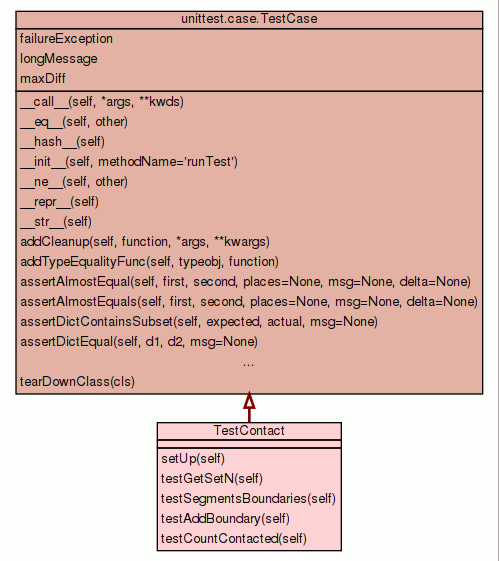 unittest.case.TestCase
failureException
longMessage
maxDiff
__call__(self, *args, **kwds)
__eq__(self, other)
__hash__(self)
__init__(self, methodName='runTest')
__ne__(self, other)
__repr__(self)
__str__(self)
addCleanup(self, function, *args, **kwargs)
addTypeEqualityFunc(self, typeobj, function)
assertAlmostEqual(self, first, second, places=None, msg=None, delta=None)
assertAlmostEquals(self, first, second, places=None, msg=None, delta=None)
assertDictContainsSubset(self, expected, actual, msg=None)
assertDictEqual(self, d1, d2, msg=None)
...
tearDownClass(cls)
TestContact
setUp(self)
testGetSetN(self)
testSegmentsBoundaries(self)
testAddBoundary(self)
testCountContacted(self)